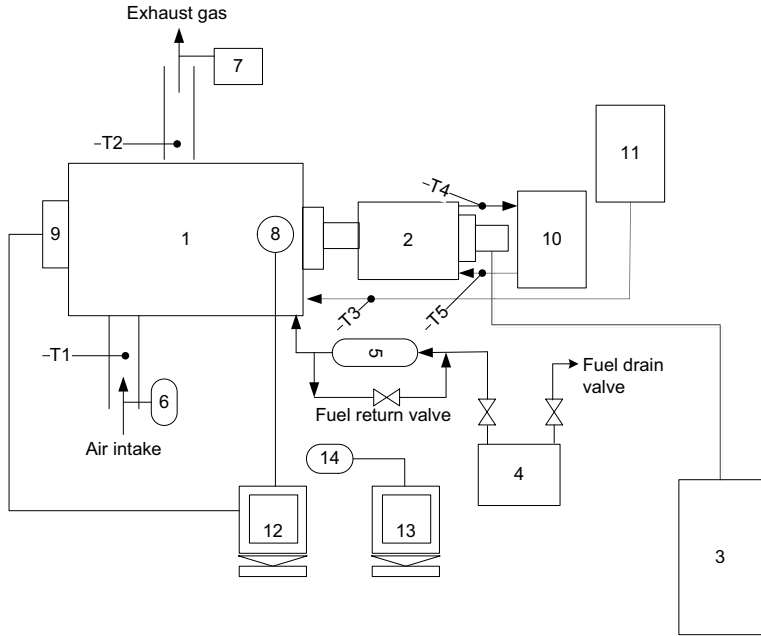 Exhaust gas
7
–T2
11
–T4
9
1
8
2
10
–T3
–T5
–T1
5
Fuel drain
valve
6
Fuel return valve
Air intake
14
4
12
13
3